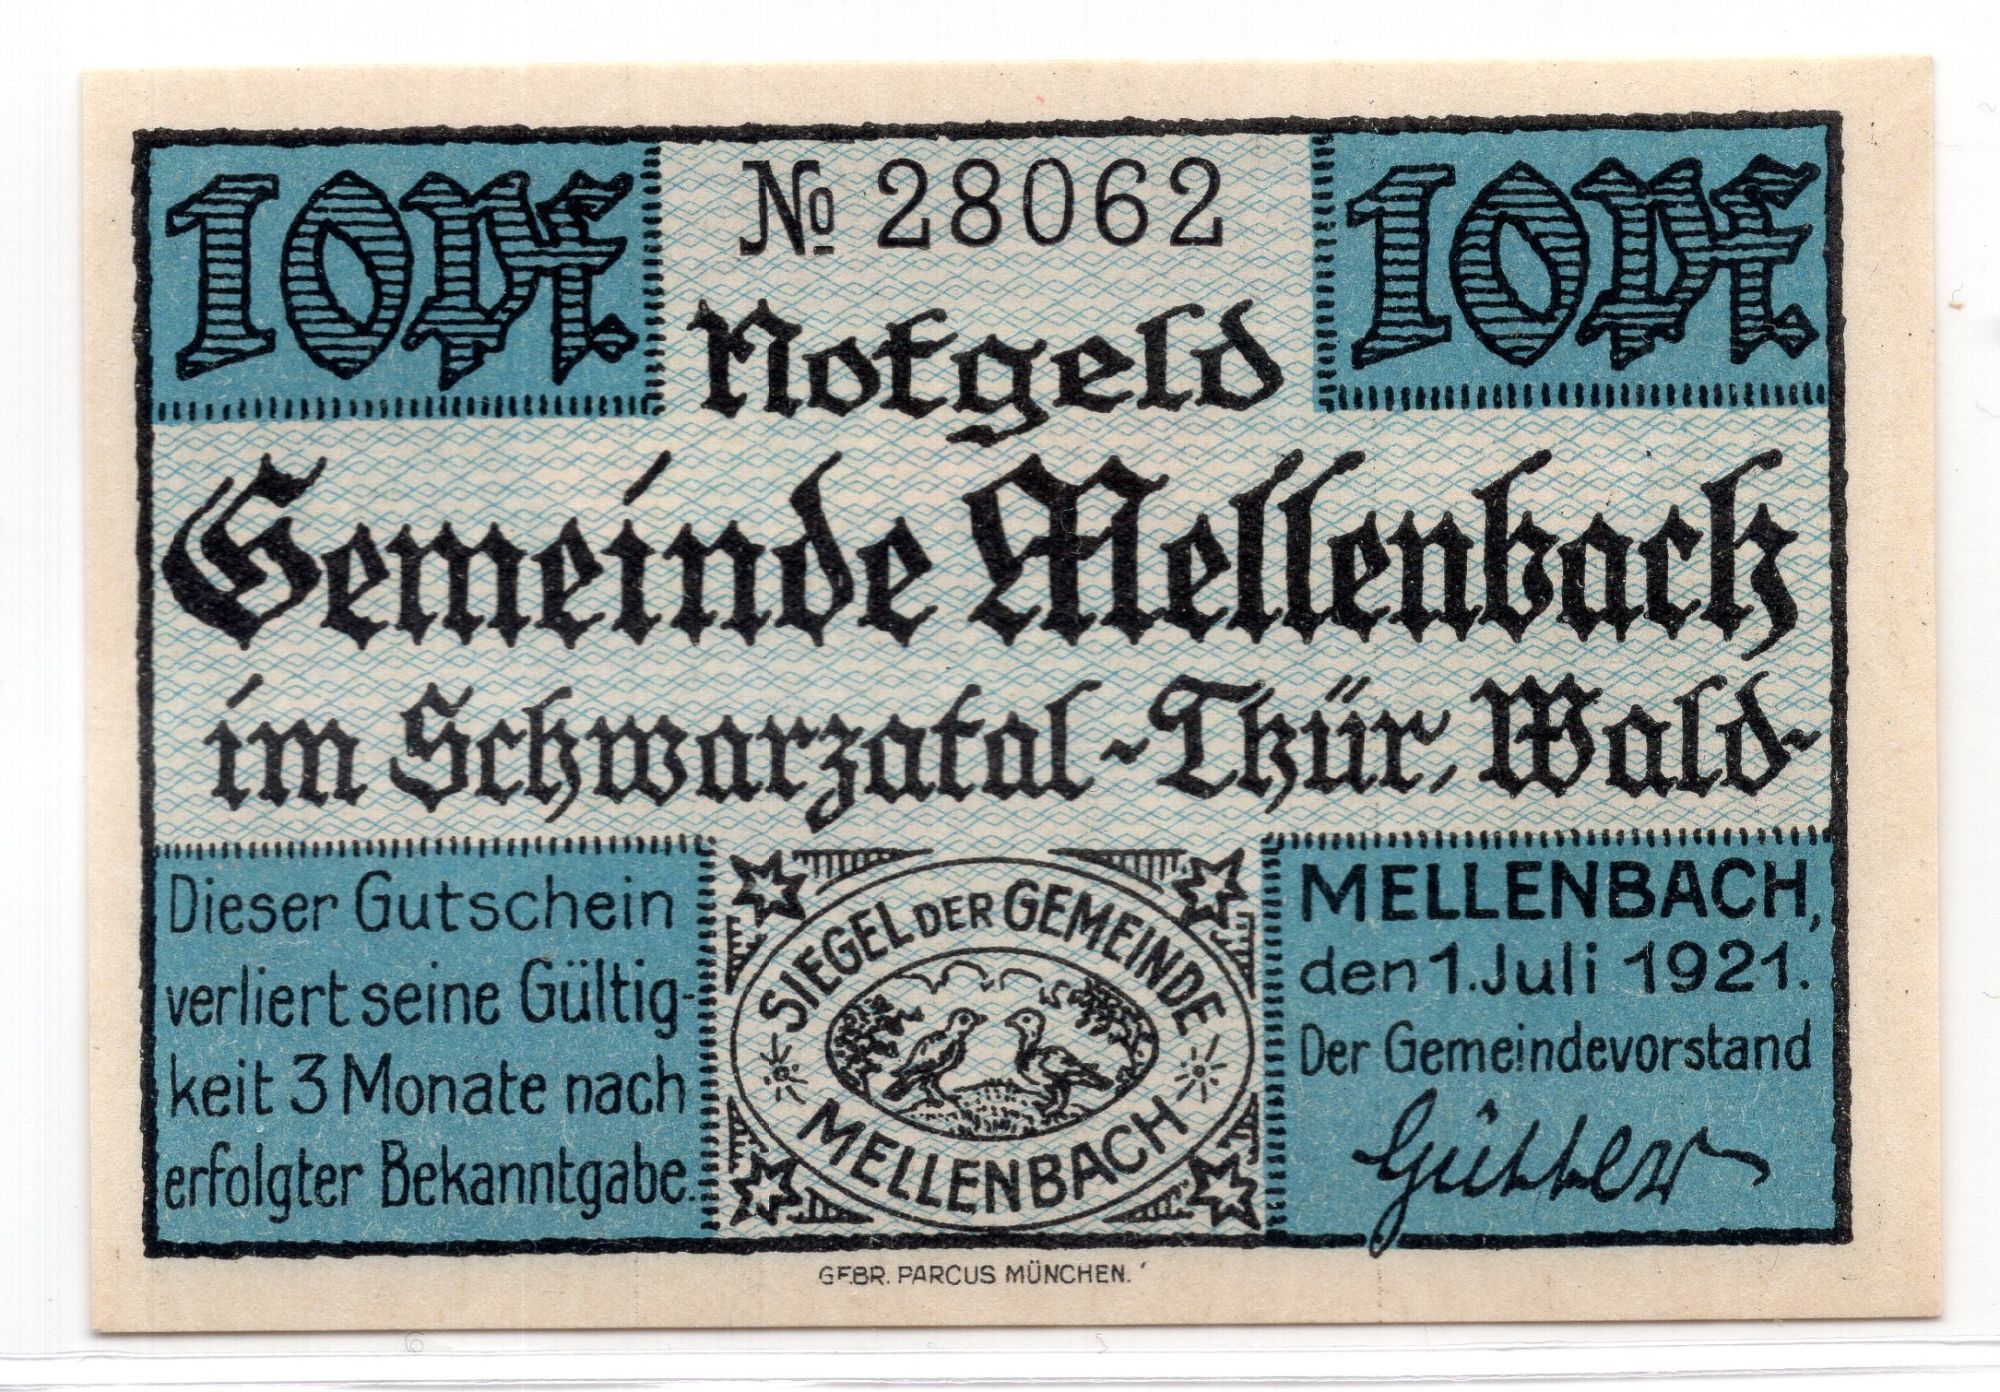 10 Pf.
№ 28062
10 Pf.
Notgeld
Gemeinde Mellenbach
im Schwarzatal - Thür. Wald -
Dieser Gutschein
verliert seine Gültig-
keit 3 Monate nach
erfolgter Bekanntgabe.
SIEGEL DER GEMEINDE
MELLENBACH
MELLENBACH,
den 1. Juli 1921.
Der Gemeindevorstand
Güttler
GEBR. PARCUS MÜNCHEN.